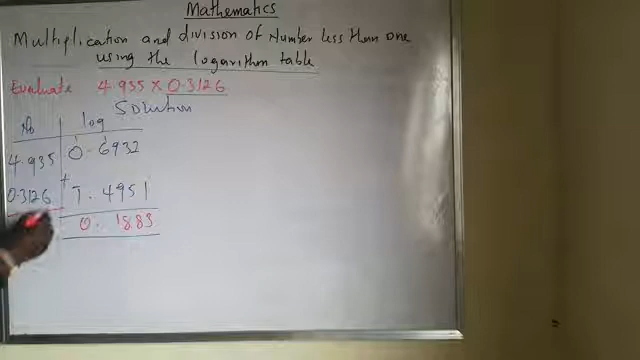 Mathematics
Multiplication and division of Number less than one
using the logarithm table
Evaluate 4.935 × 0.3126
Solution
No log
4.935 0.6932
0.3126 + 1̅.4951
0.1883